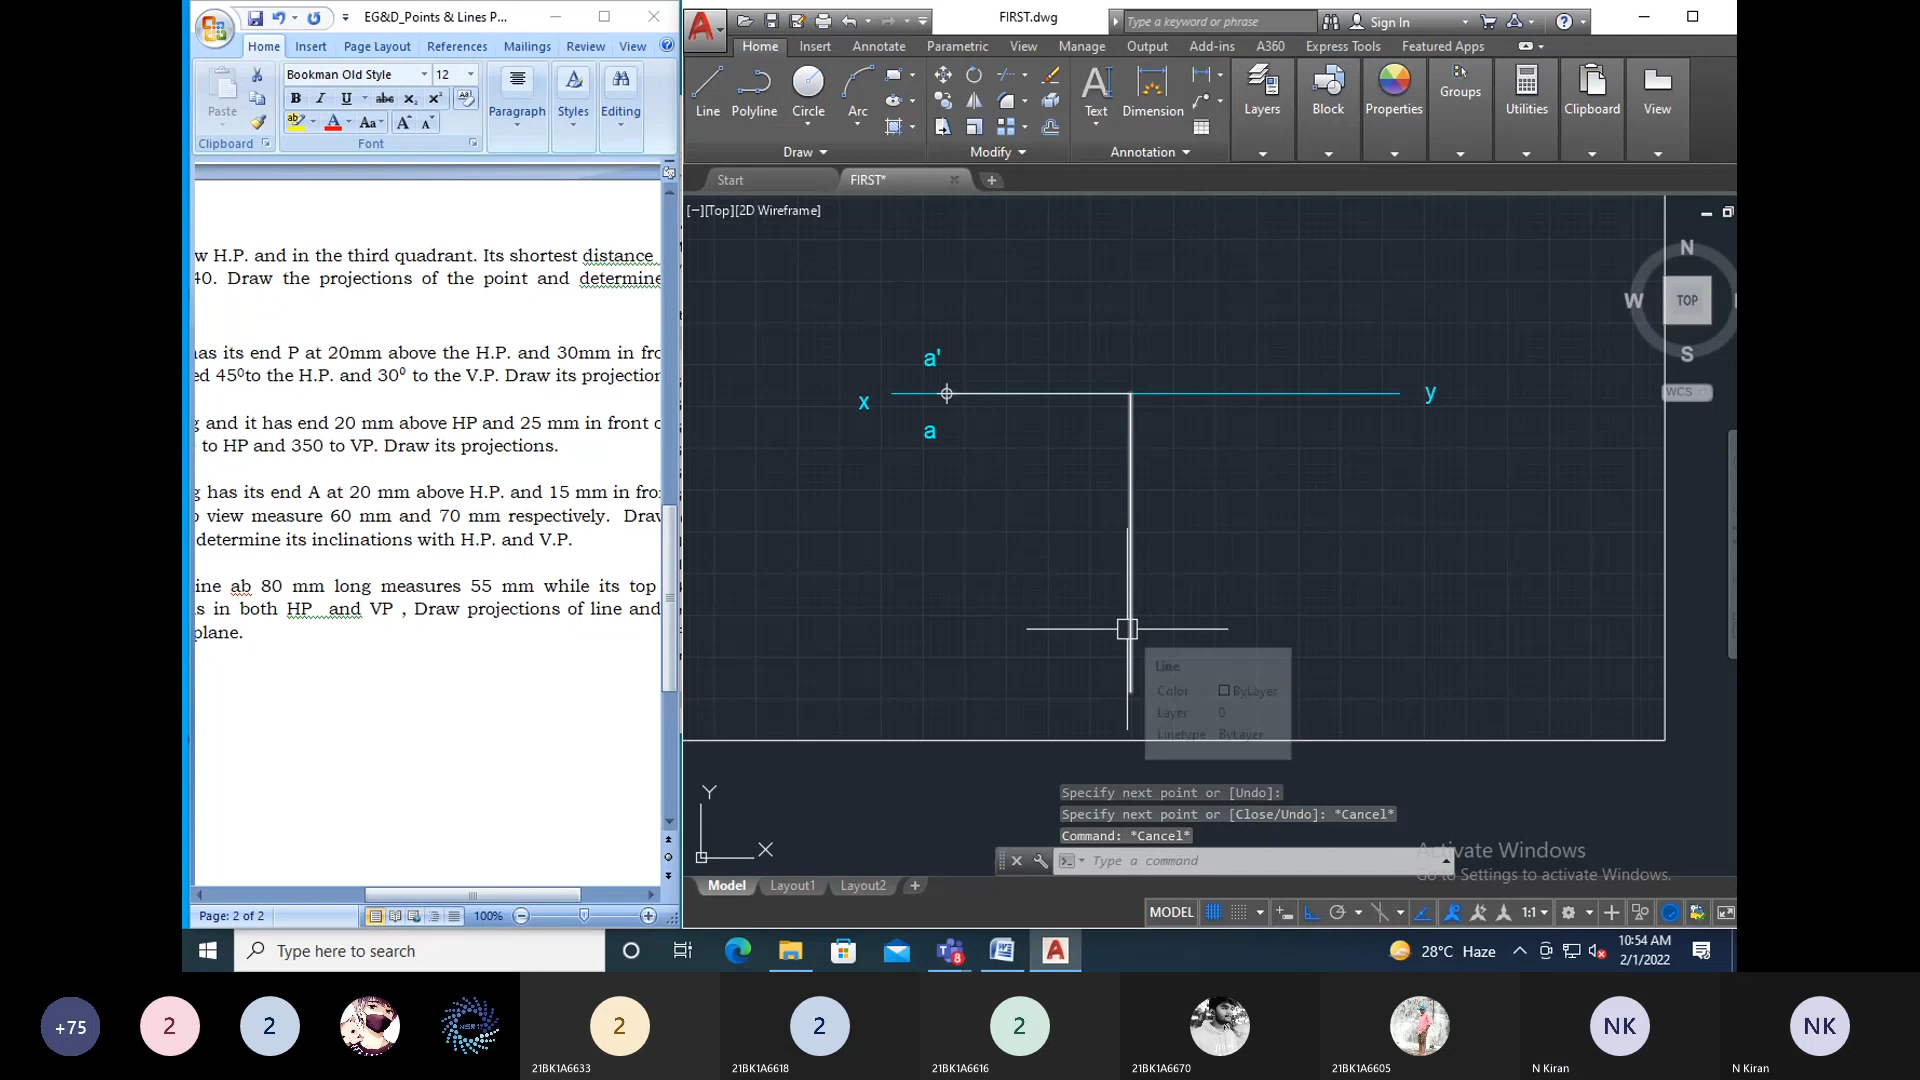 EG&D_Points & Lines P...
Home Insert Page Layout References Mailings Review View
Bookman Old Style 12
Paste
B I U abc X₂ X² Aa A A
Paragraph Styles Editing
Clipboard Font
w H.P. and in the third quadrant. Its shortest distance
40. Draw the projections of the point and determine
as its end P at 20mm above the H.P. and 30mm in fro
ed 45⁰to the H.P. and 30⁰ to the V.P. Draw its projection
g and it has end 20 mm above HP and 25 mm in front o
to HP and 350 to VP. Draw its projections.
g has its end A at 20 mm above H.P. and 15 mm in fro
view measure 60 mm and 70 mm respectively. Drav
determine its inclinations with H.P. and V.P.
ine ab 80 mm long measures 55 mm while its top
s in both HP and VP , Draw projections of line and
plane.
Page: 2 of 2 100%
FIRST.dwg
Type a keyword or phrase
Sign In
Home Insert Annotate Parametric View Manage Output Add-ins A360 Express Tools Featured Apps
Line Polyline Circle Arc
Text Dimension
Layers Block Properties Groups Utilities Clipboard View
Draw Modify Annotation
Start FIRST*
[−][Top][2D Wireframe]
N
W TOP
S
WCS
a'
x y
a
Line
Color ByLayer
Layer 0
Linetype ByLayer
Y
X
Specify next point or [Undo]:
Specify next point or [Close/Undo]: *Cancel*
Command: *Cancel*
Type a command
Activate Windows
Go to Settings to activate Windows.
Model Layout1 Layout2
MODEL 1:1
Type here to search
8
28°C Haze
10:54 AM
2/1/2022
+75 2 2 2 2 2 NK NK
21BK1A6633 21BK1A6618 21BK1A6616 21BK1A6670 21BK1A6605 N Kiran N Kiran